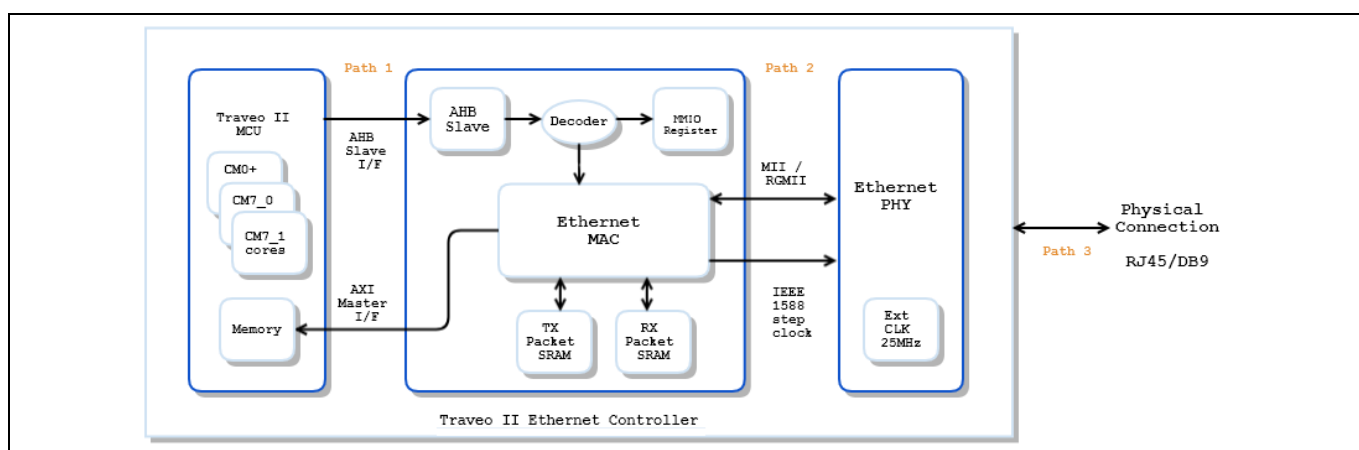 Path 1
Path 2
Traveo II
MCU
CM0+
CM7_0
CM7_1
cores
Memory
AHB
Slave
I/F
AXI
Master
I/F
AHB
Slave
Decoder
MMIO
Register
Ethernet
MAC
TX
Packet
SRAM
RX
Packet
SRAM
MII /
RGMII
IEEE
1588
step
clock
Ethernet
PHY
Ext
CLK
25MHz
Path 3
Physical
Connection
RJ45/DB9
Traveo II Ethernet Controller